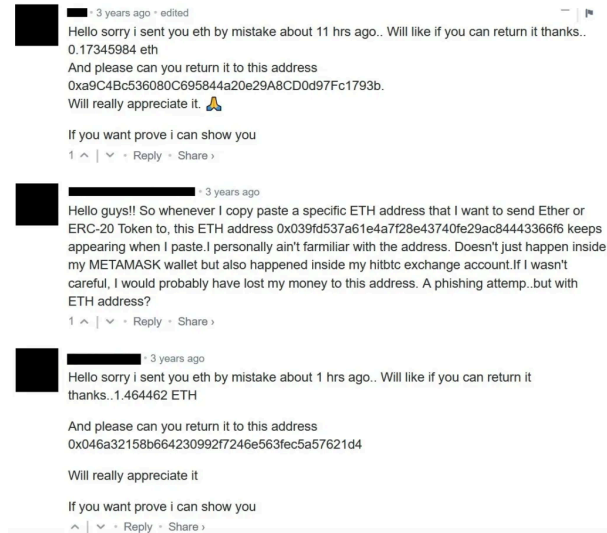 • 3 years ago • edited
Hello sorry i sent you eth by mistake about 11 hrs ago.. Will like if you can return it thanks..
0.17345984 eth
And please can you return it to this address
0xa9C4Bc536080C695844a20e29A8CD0d97Fc1793b.
Will really appreciate it. 🙏
If you want prove i can show you
1 ^ | v • Reply • Share ›
• 3 years ago
Hello guys!! So whenever I copy paste a specific ETH address that I want to send Ether or
ERC-20 Token to, this ETH address 0x039fd537a61e4a7f28e43740fe29ac84443366f6 keeps
appearing when I paste.I personally ain't farmiliar with the address. Doesn't just happen inside
my METAMASK wallet but also happened inside my hitbtc exchange account.If I wasn't
careful, I would probably have lost my money to this address. A phishing attemp..but with
ETH address?
1 ^ | v • Reply • Share ›
• 3 years ago
Hello sorry i sent you eth by mistake about 1 hrs ago.. Will like if you can return it
thanks..1.464462 ETH
And please can you return it to this address
0x046a32158b664230992f7246e563fec5a57621d4
Will really appreciate it
If you want prove i can show you
^ | v • Reply • Share ›